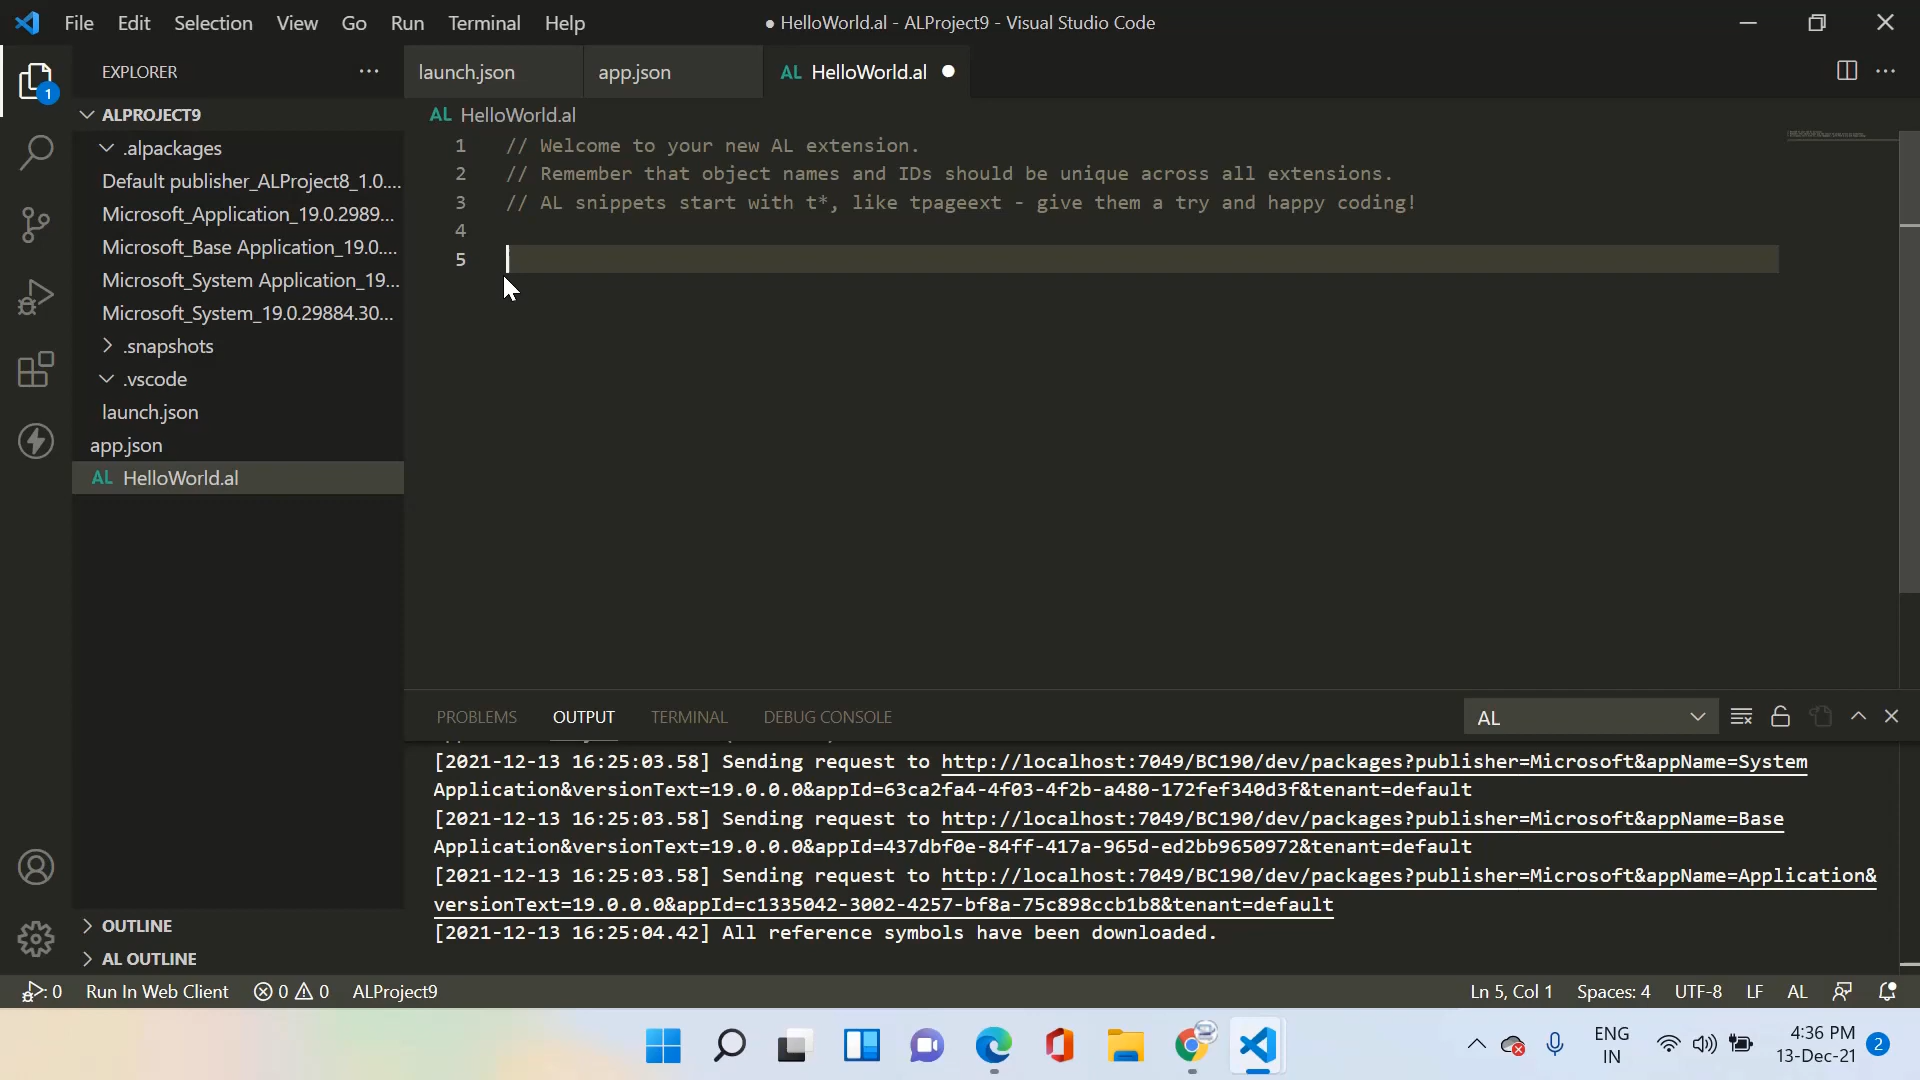 File Edit Selection View Go Run Terminal Help ● HelloWorld.al - ALProject9 - Visual Studio Code
EXPLORER ···
launch.json app.json AL HelloWorld.al
1
ALPROJECT9
.alpackages
Default publisher_ALProject8_1.0....
Microsoft_Application_19.0.2989...
Microsoft_Base Application_19.0....
Microsoft_System Application_19...
Microsoft_System_19.0.29884.30...
.snapshots
.vscode
launch.json
app.json
AL HelloWorld.al
OUTLINE
AL OUTLINE
AL HelloWorld.al
1 // Welcome to your new AL extension.
2 // Remember that object names and IDs should be unique across all extensions.
3 // AL snippets start with t*, like tpageext - give them a try and happy coding!
4
5
PROBLEMS OUTPUT TERMINAL DEBUG CONSOLE AL
[2021-12-13 16:25:03.58] Sending request to http://localhost:7049/BC190/dev/packages?publisher=Microsoft&appName=System
Application&versionText=19.0.0.0&appId=63ca2fa4-4f03-4f2b-a480-172fef340d3f&tenant=default
[2021-12-13 16:25:03.58] Sending request to http://localhost:7049/BC190/dev/packages?publisher=Microsoft&appName=Base
Application&versionText=19.0.0.0&appId=437dbf0e-84ff-417a-965d-ed2bb9650972&tenant=default
[2021-12-13 16:25:03.58] Sending request to http://localhost:7049/BC190/dev/packages?publisher=Microsoft&appName=Application&
versionText=19.0.0.0&appId=c1335042-3002-4257-bf8a-75c898ccb1b8&tenant=default
[2021-12-13 16:25:04.42] All reference symbols have been downloaded.
: 0 Run In Web Client 0 0 ALProject9 Ln 5, Col 1 Spaces: 4 UTF-8 LF AL
ENG 4:36 PM
IN 13-Dec-21 2